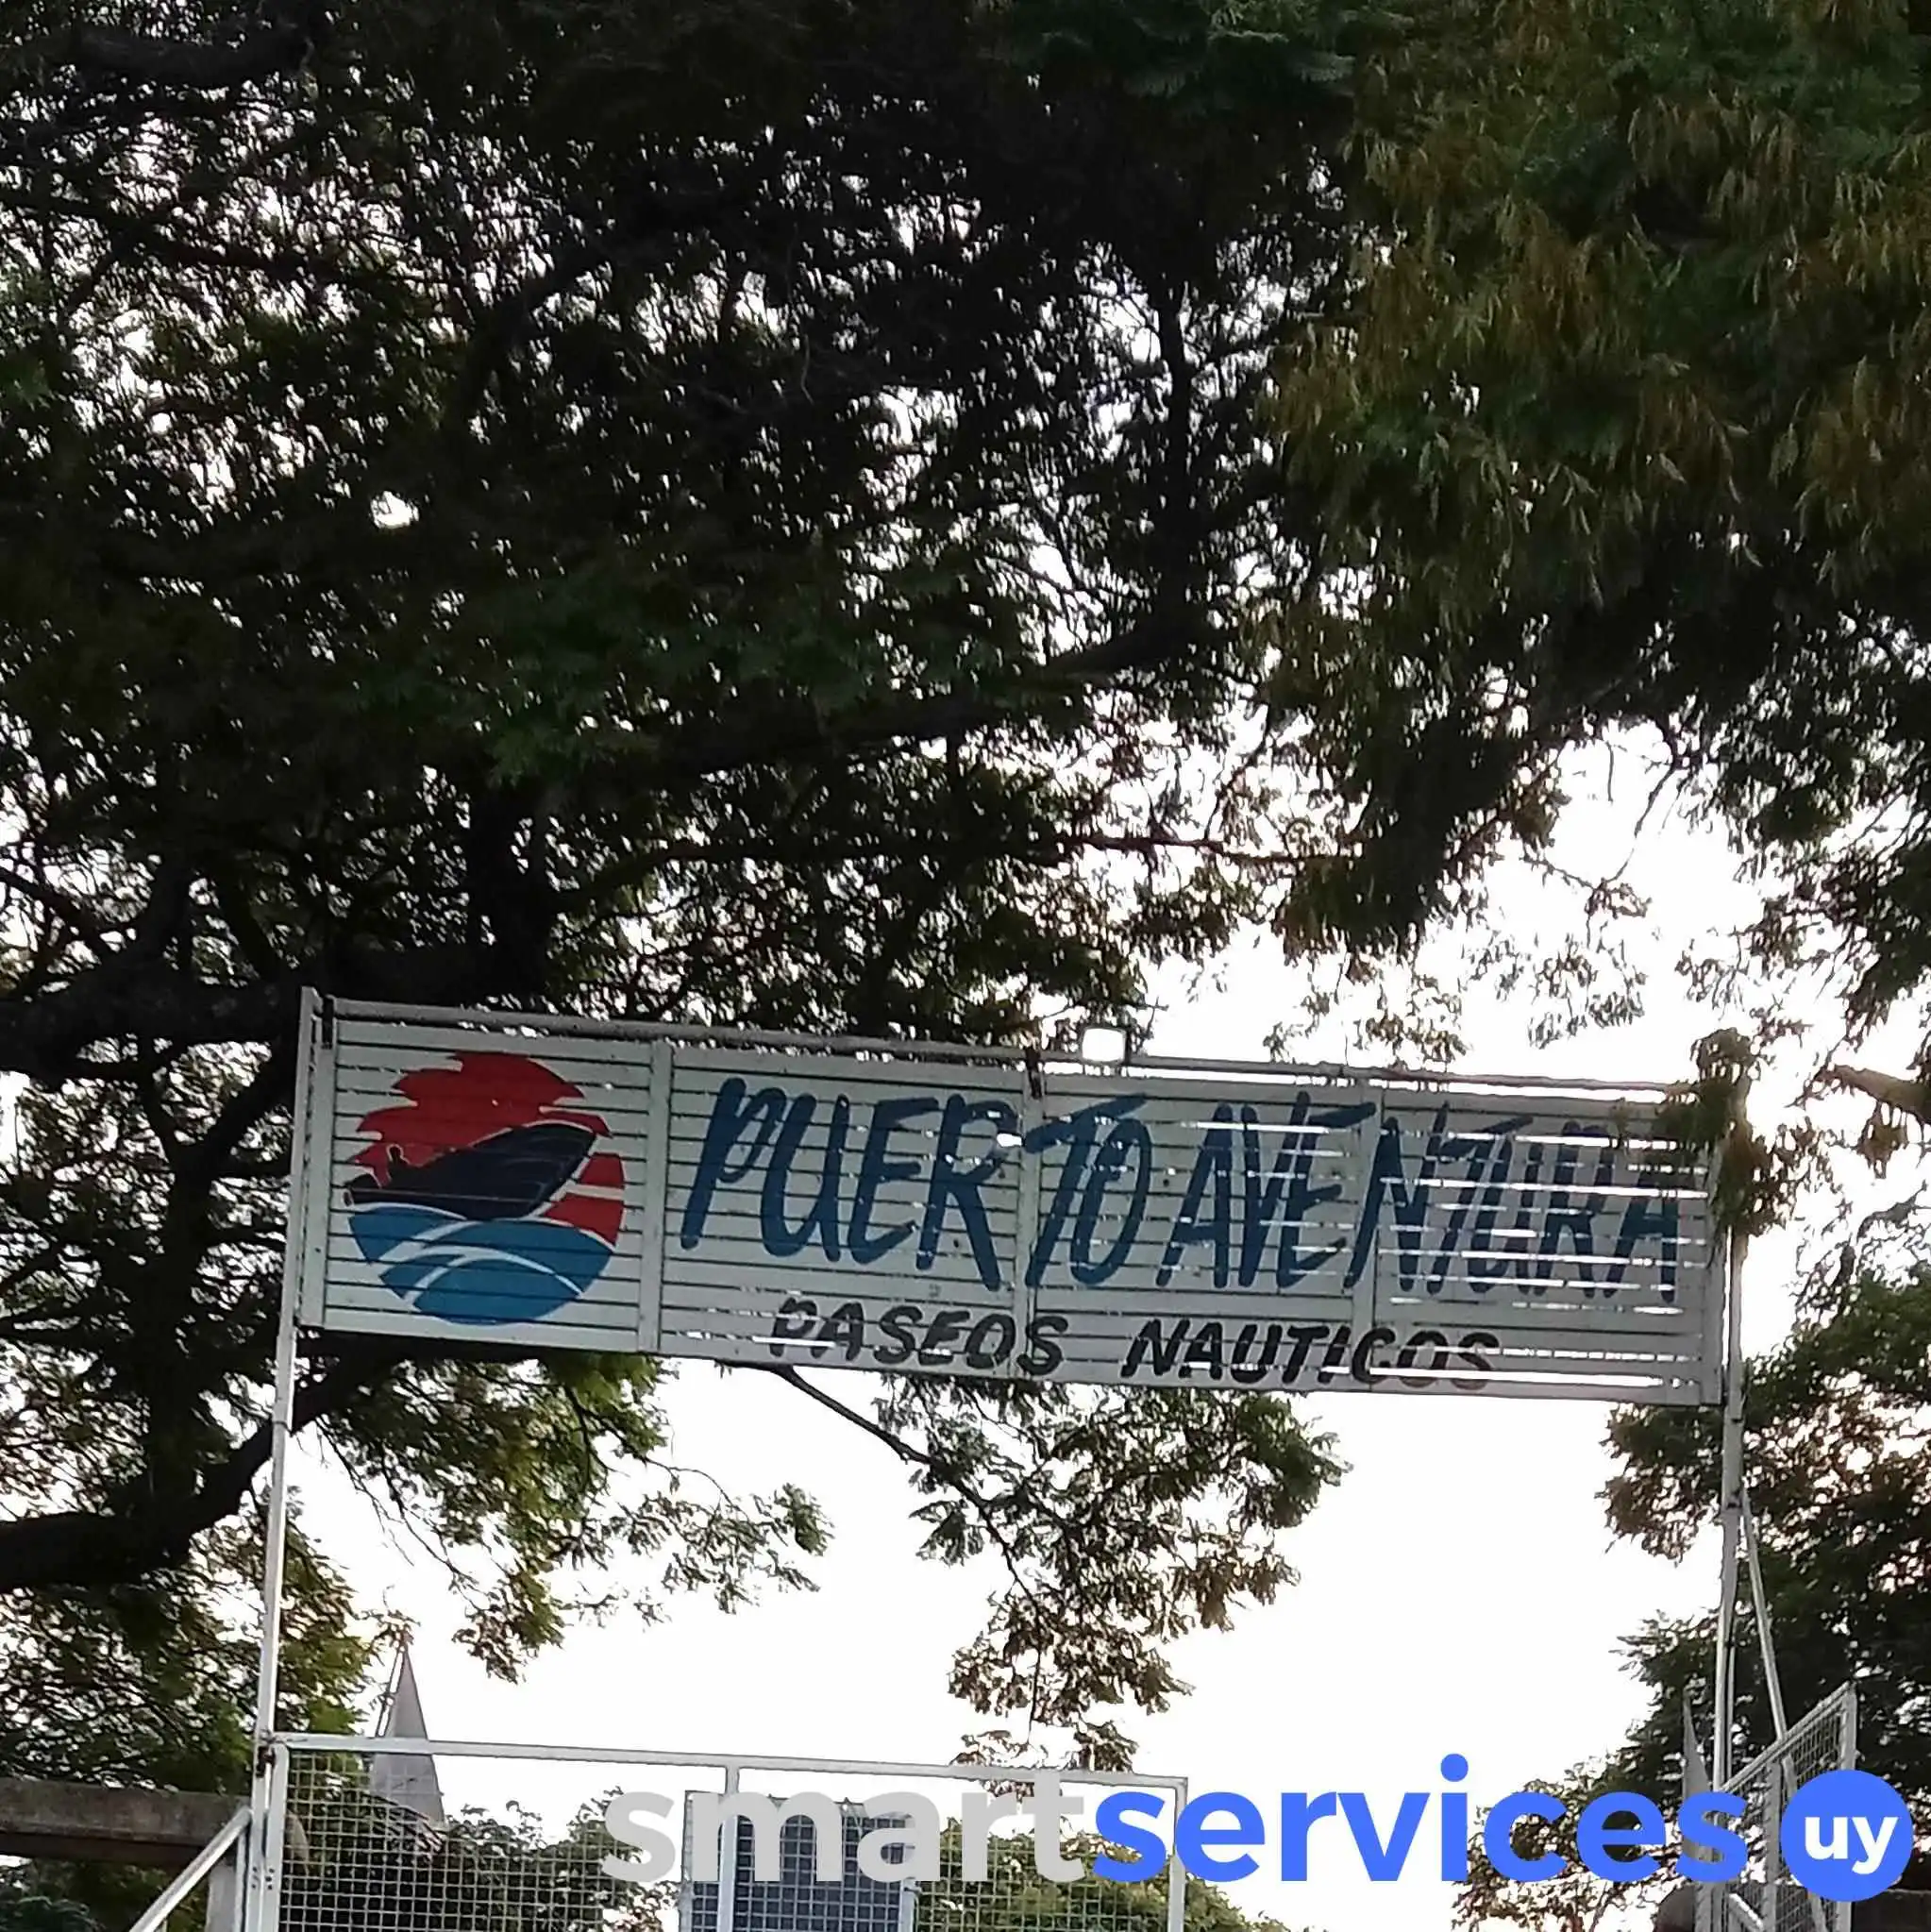 PUERTO AVENTURA
PASEOS NAUTICOS
smartservices uy